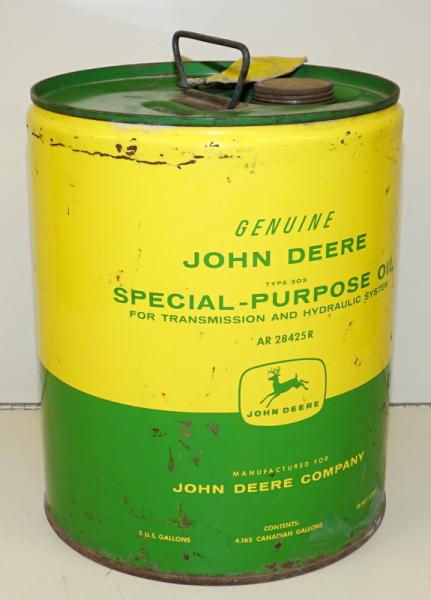 GENUINE
JOHN DEERE
TYPE 303
SPECIAL-PURPOSE OIL
FOR TRANSMISSION AND HYDRAULIC SYSTEM
AR 28425R
JOHN DEERE
MANUFACTURED FOR
JOHN DEERE COMPANY
5 U.S. GALLONS
CONTENTS:
4.165 CANADIAN GALLONS